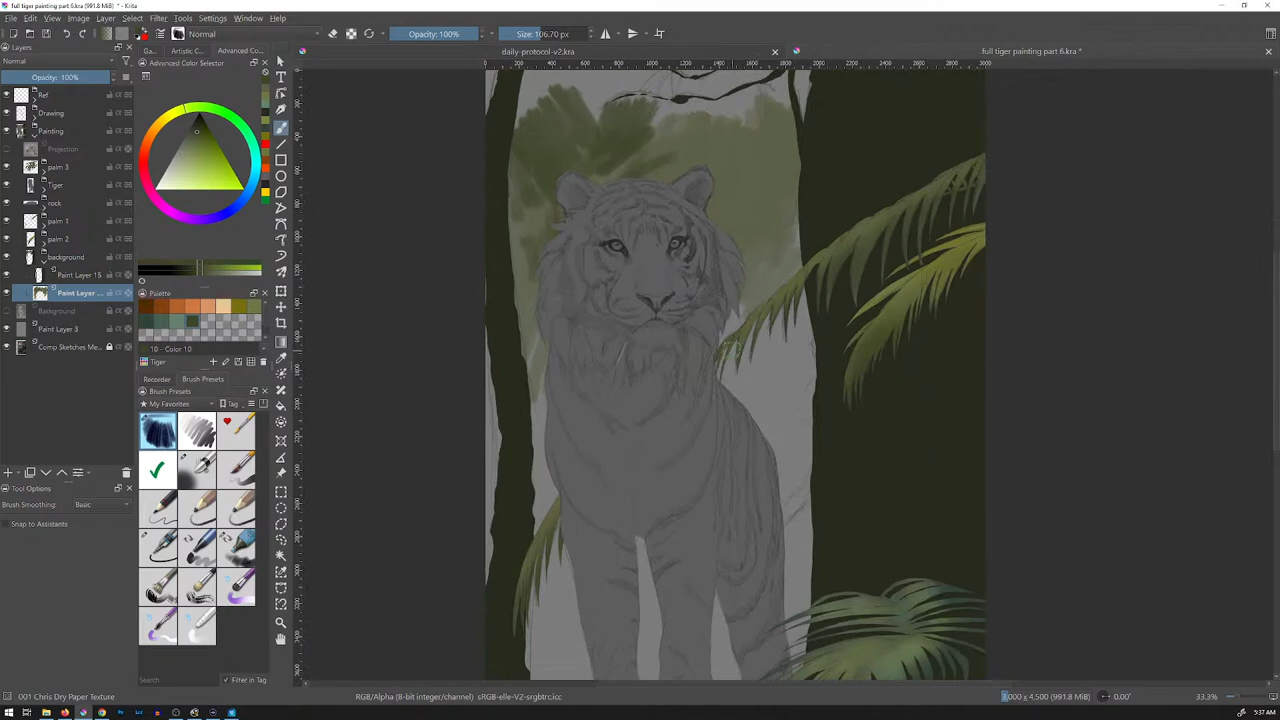 full tiger painting part 6.kra (991.8 MiB) * - Krita
File Edit View Image Layer Select Filter Tools Settings Window Help
Normal Opacity: 100% Size: 106.70 px
Layers Ga... Artistic C... Advanced Co... daily-protocol-v2.kra full tiger painting part 6.kra *
Normal Advanced Color Selector
Opacity: 100%
Ref
Drawing
Painting
Projection
palm 3
Tiger
rock
palm 1
palm 2
background
Paint Layer 15
Paint Layer ...
Background
Paint Layer 3
Comp Sketches Me...
Palette
10 - Color 10
Tiger
Recorder Brush Presets
Brush Presets
My Favorites Tag
Tool Options
Brush Smoothing: Basic
Snap to Assistants
Search Filter in Tag
001 Chris Dry Paper Texture RGB/Alpha (8-bit integer/channel) sRGB-elle-V2-srgbtrc.icc 3,000 x 4,500 (991.8 MiB) 0.00° 33.3%
5:37 AM